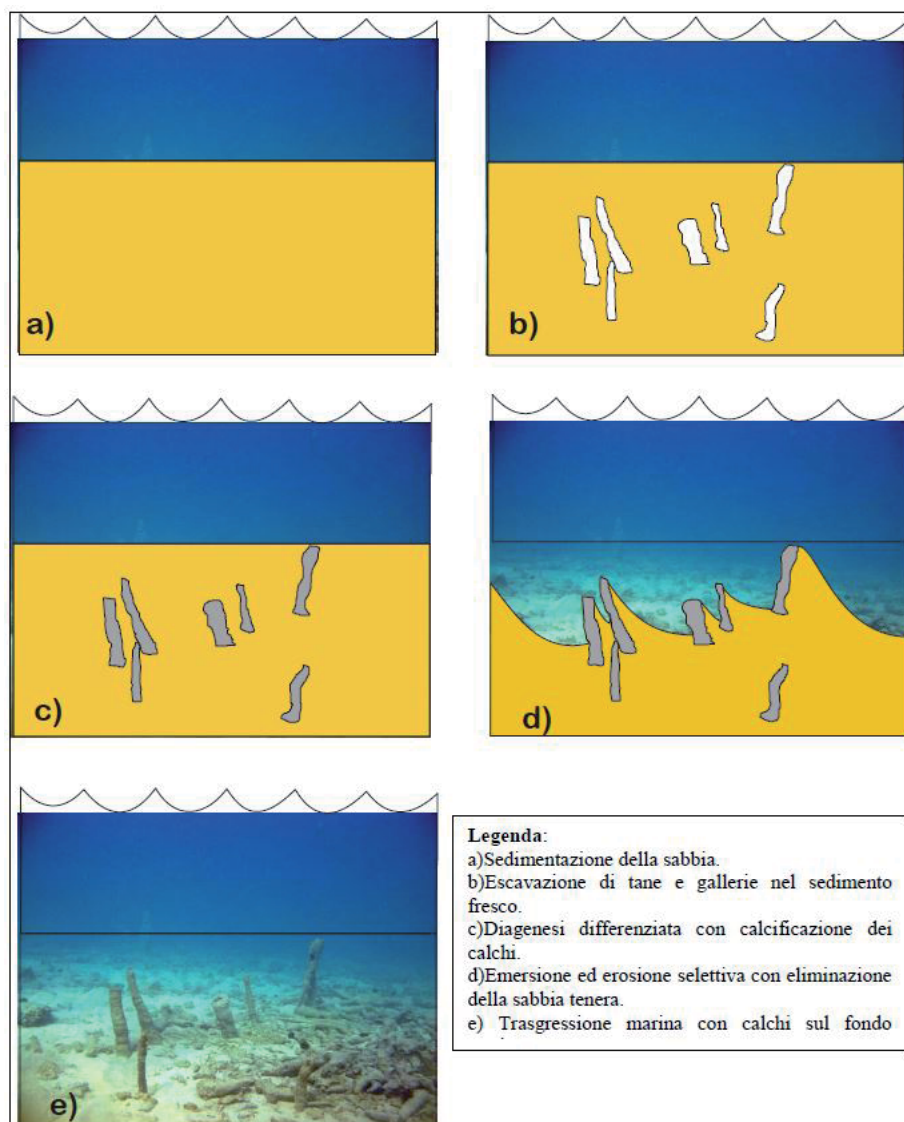 a)
b)
c)
d)
e)
Legenda:
a)Sedimentazione della sabbia.
b)Escavazione di tane e gallerie nel sedimento
fresco.
c)Diagenesi differenziata con calcificazione dei
calchi.
d)Emersione ed erosione selettiva con eliminazione
della sabbia tenera.
e) Trasgressione marina con calchi sul fondo